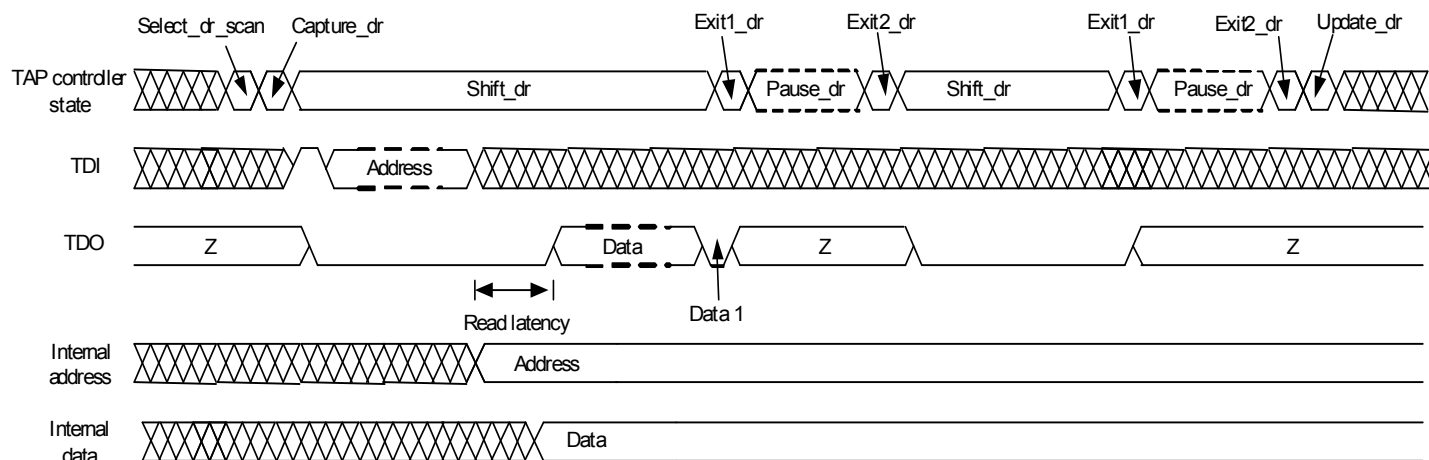 Select_dr_scan
Capture_dr
Exit1_dr
Exit2_dr
Exit1_dr
Exit2_dr
Update_dr
TAP controller
state
Shift_dr
Pause_dr
Shift_dr
Pause_dr
TDI
Address
TDO
Z
Data
Z
Z
Read latency
Data 1
Internal
address
Address
Internal
data
Data